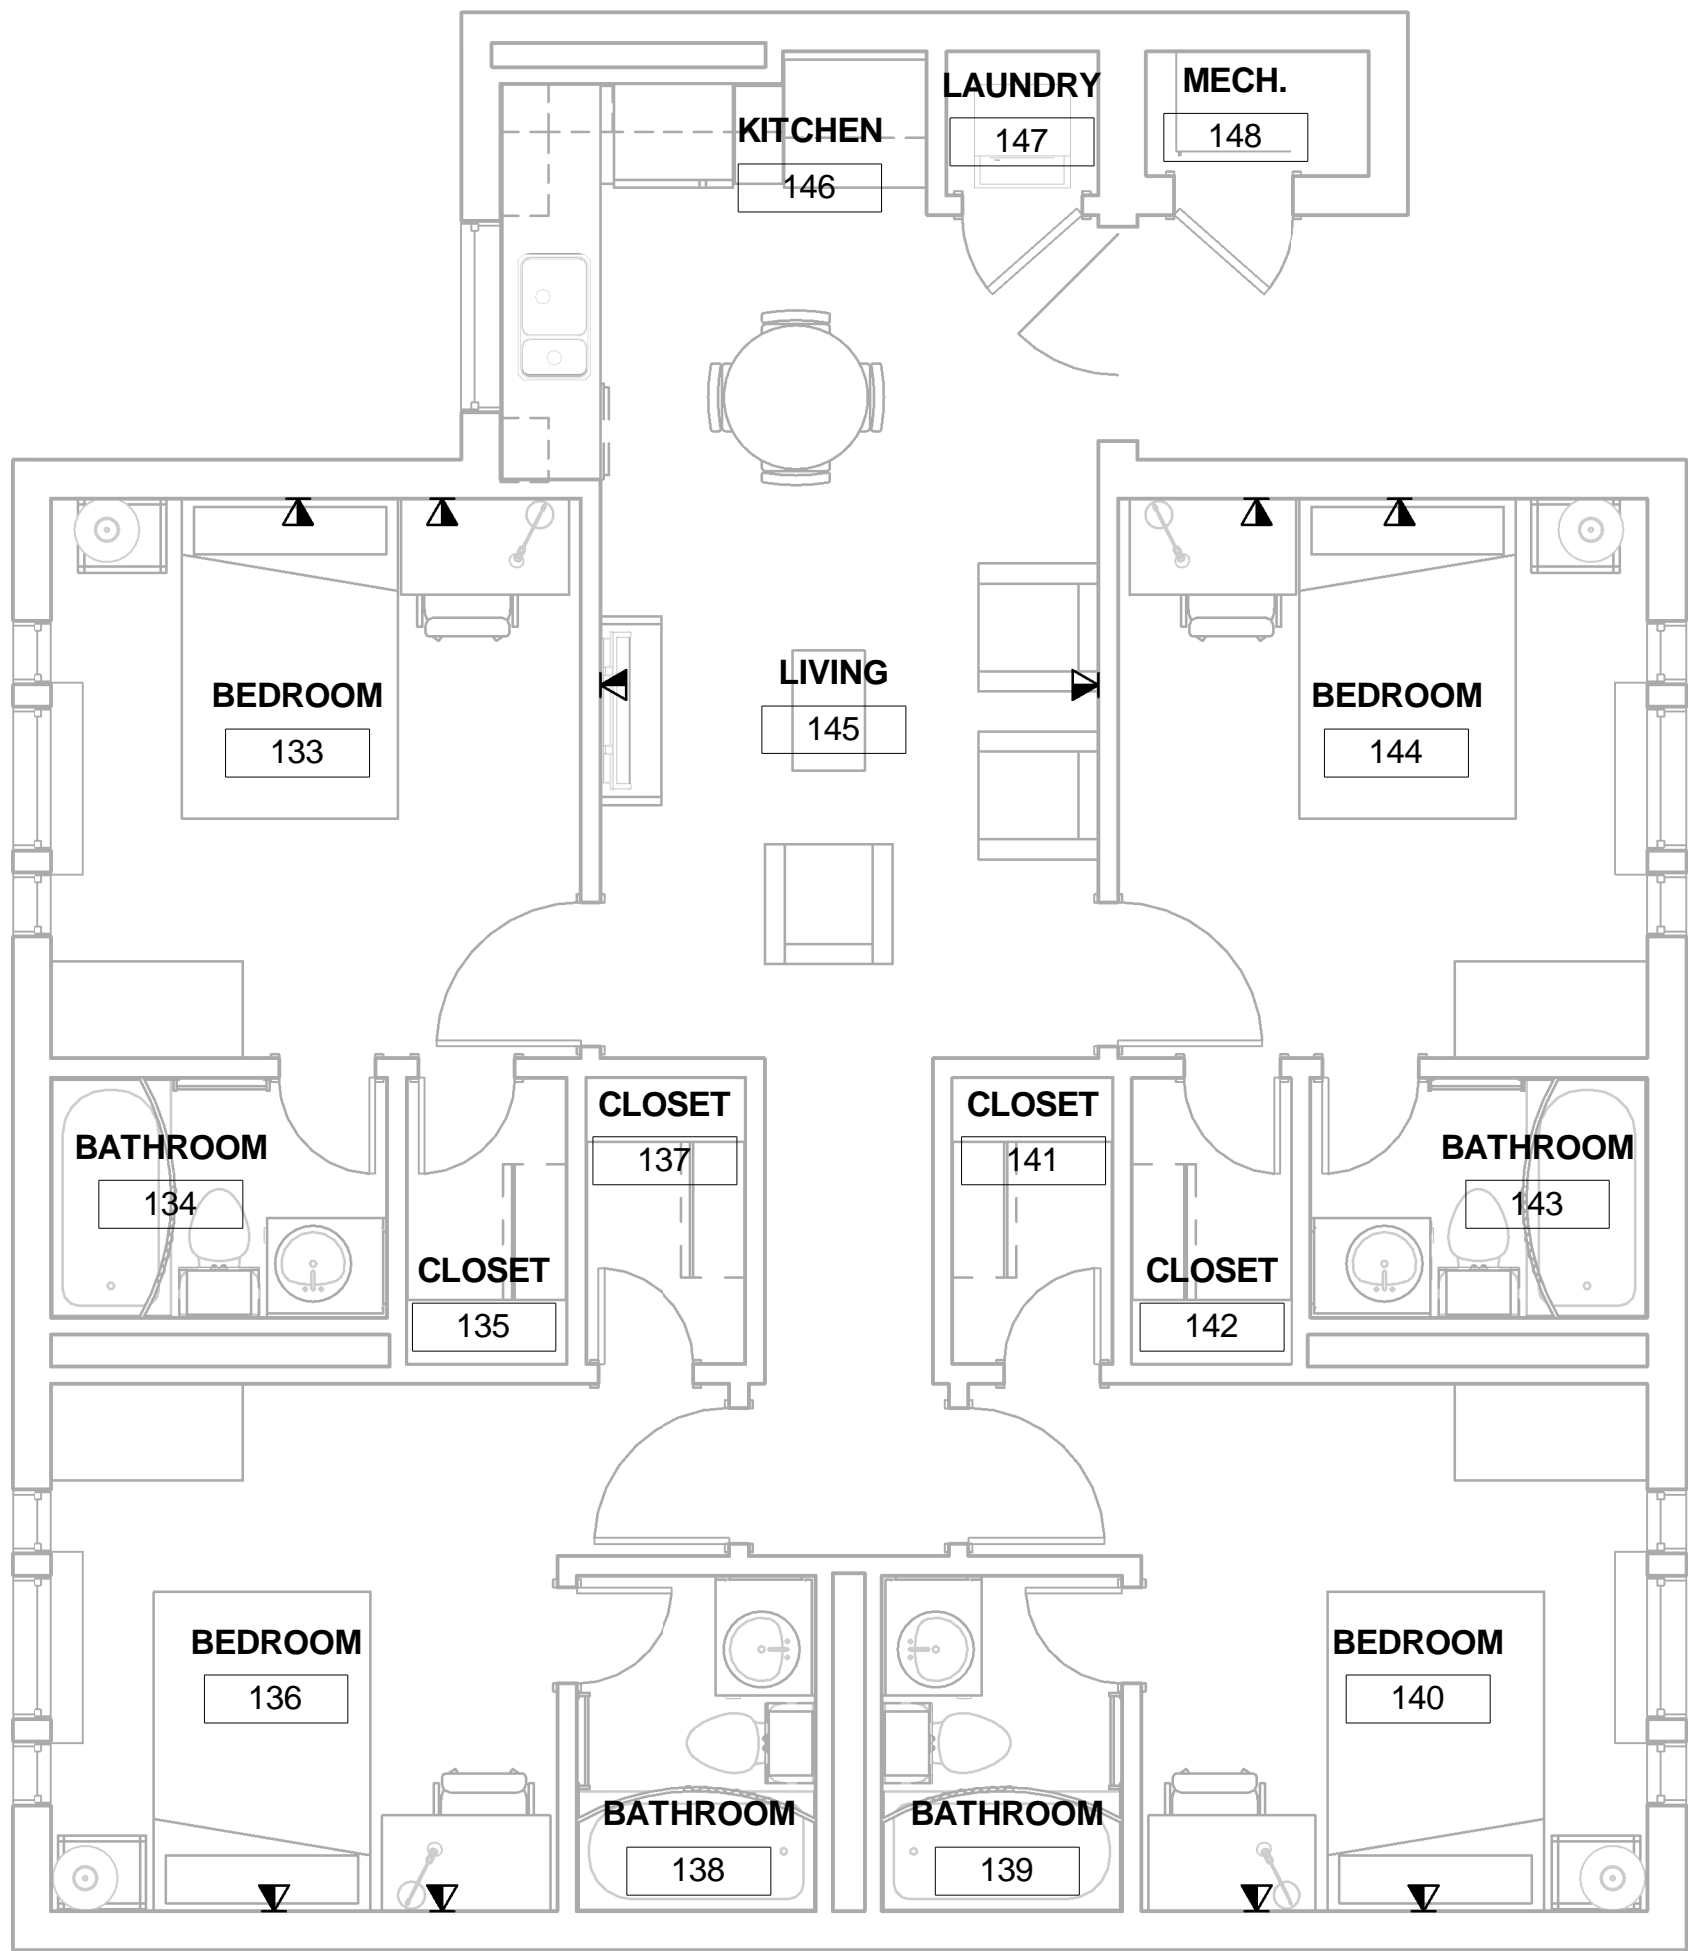 LAUNDRY
147
MECH.
148
KITCHEN
146
BEDROOM
133
LIVING
145
BEDROOM
144
CLOSET
137
CLOSET
141
BATHROOM
134
BATHROOM
143
CLOSET
135
CLOSET
142
BEDROOM
136
BEDROOM
140
BATHROOM
138
BATHROOM
139